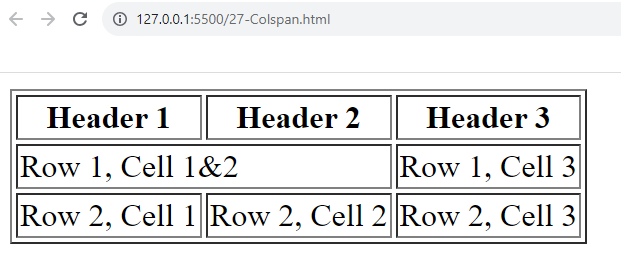 127.0.0.1:5500/27-Colspan.html
Header 1 Header 2 Header 3
Row 1, Cell 1&2 Row 1, Cell 3
Row 2, Cell 1 Row 2, Cell 2 Row 2, Cell 3